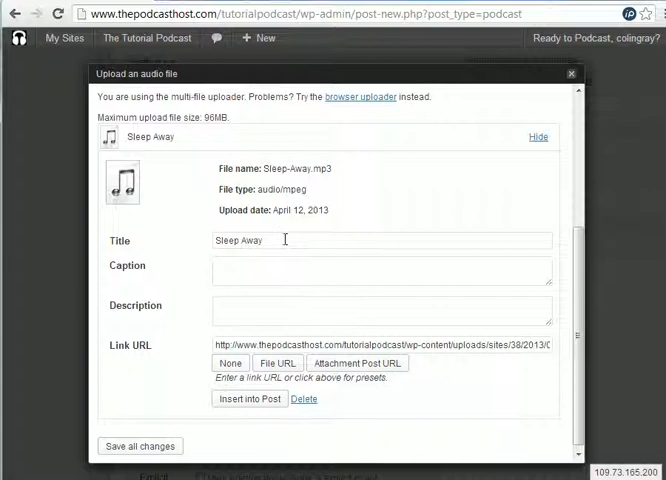 www.thepodcasthost.com/tutorialpodcast/wp-admin/post-new.php?post_type=podcast
My Sites The Tutorial Podcast + New Ready to Podcast, colingray?
Upload an audio file
You are using the multi-file uploader. Problems? Try the browser uploader instead.
Maximum upload file size: 96MB.
Sleep Away Hide
File name: Sleep-Away.mp3
File type: audio/mpeg
Upload date: April 12, 2013
Title Sleep Away
Caption
Description
Link URL http://www.thepodcasthost.com/tutorialpodcast/wp-content/uploads/sites/38/2013/0
None File URL Attachment Post URL
Enter a link URL or click above for presets.
Insert into Post Delete
Save all changes
109.73.165.200